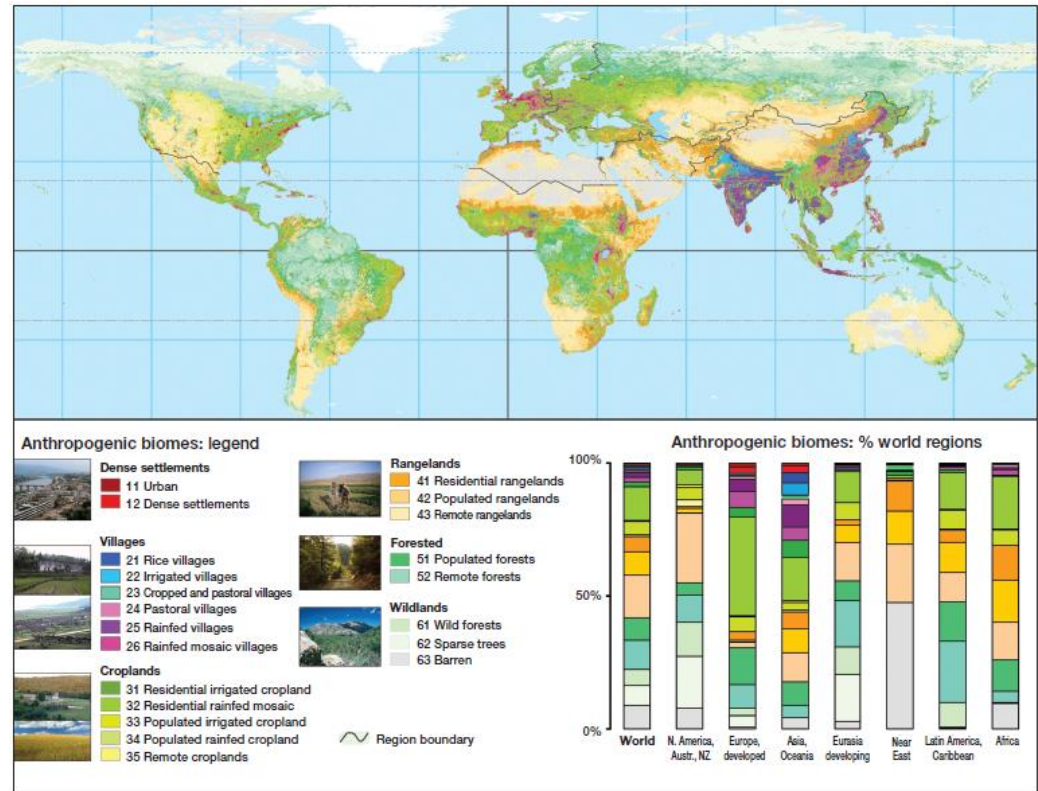 Anthropogenic biomes: legend
Dense settlements
11 Urban
12 Dense settlements
Villages
21 Rice villages
22 Irrigated villages
23 Cropped and pastoral villages
24 Pastoral villages
25 Rainfed villages
26 Rainfed mosaic villages
Croplands
31 Residential irrigated cropland
32 Residential rainfed mosaic
33 Populated irrigated cropland
34 Populated rainfed cropland
35 Remote croplands
Rangelands
41 Residential rangelands
42 Populated rangelands
43 Remote rangelands
Forested
51 Populated forests
52 Remote forests
Wildlands
61 Wild forests
62 Sparse trees
63 Barren
Region boundary
Anthropogenic biomes: % world regions
100%
50%
0%
World
N. America,
Austr., NZ
Europe,
developed
Asia,
Oceania
Eurasia
developing
Near
East
Latin America,
Caribbean
Africa